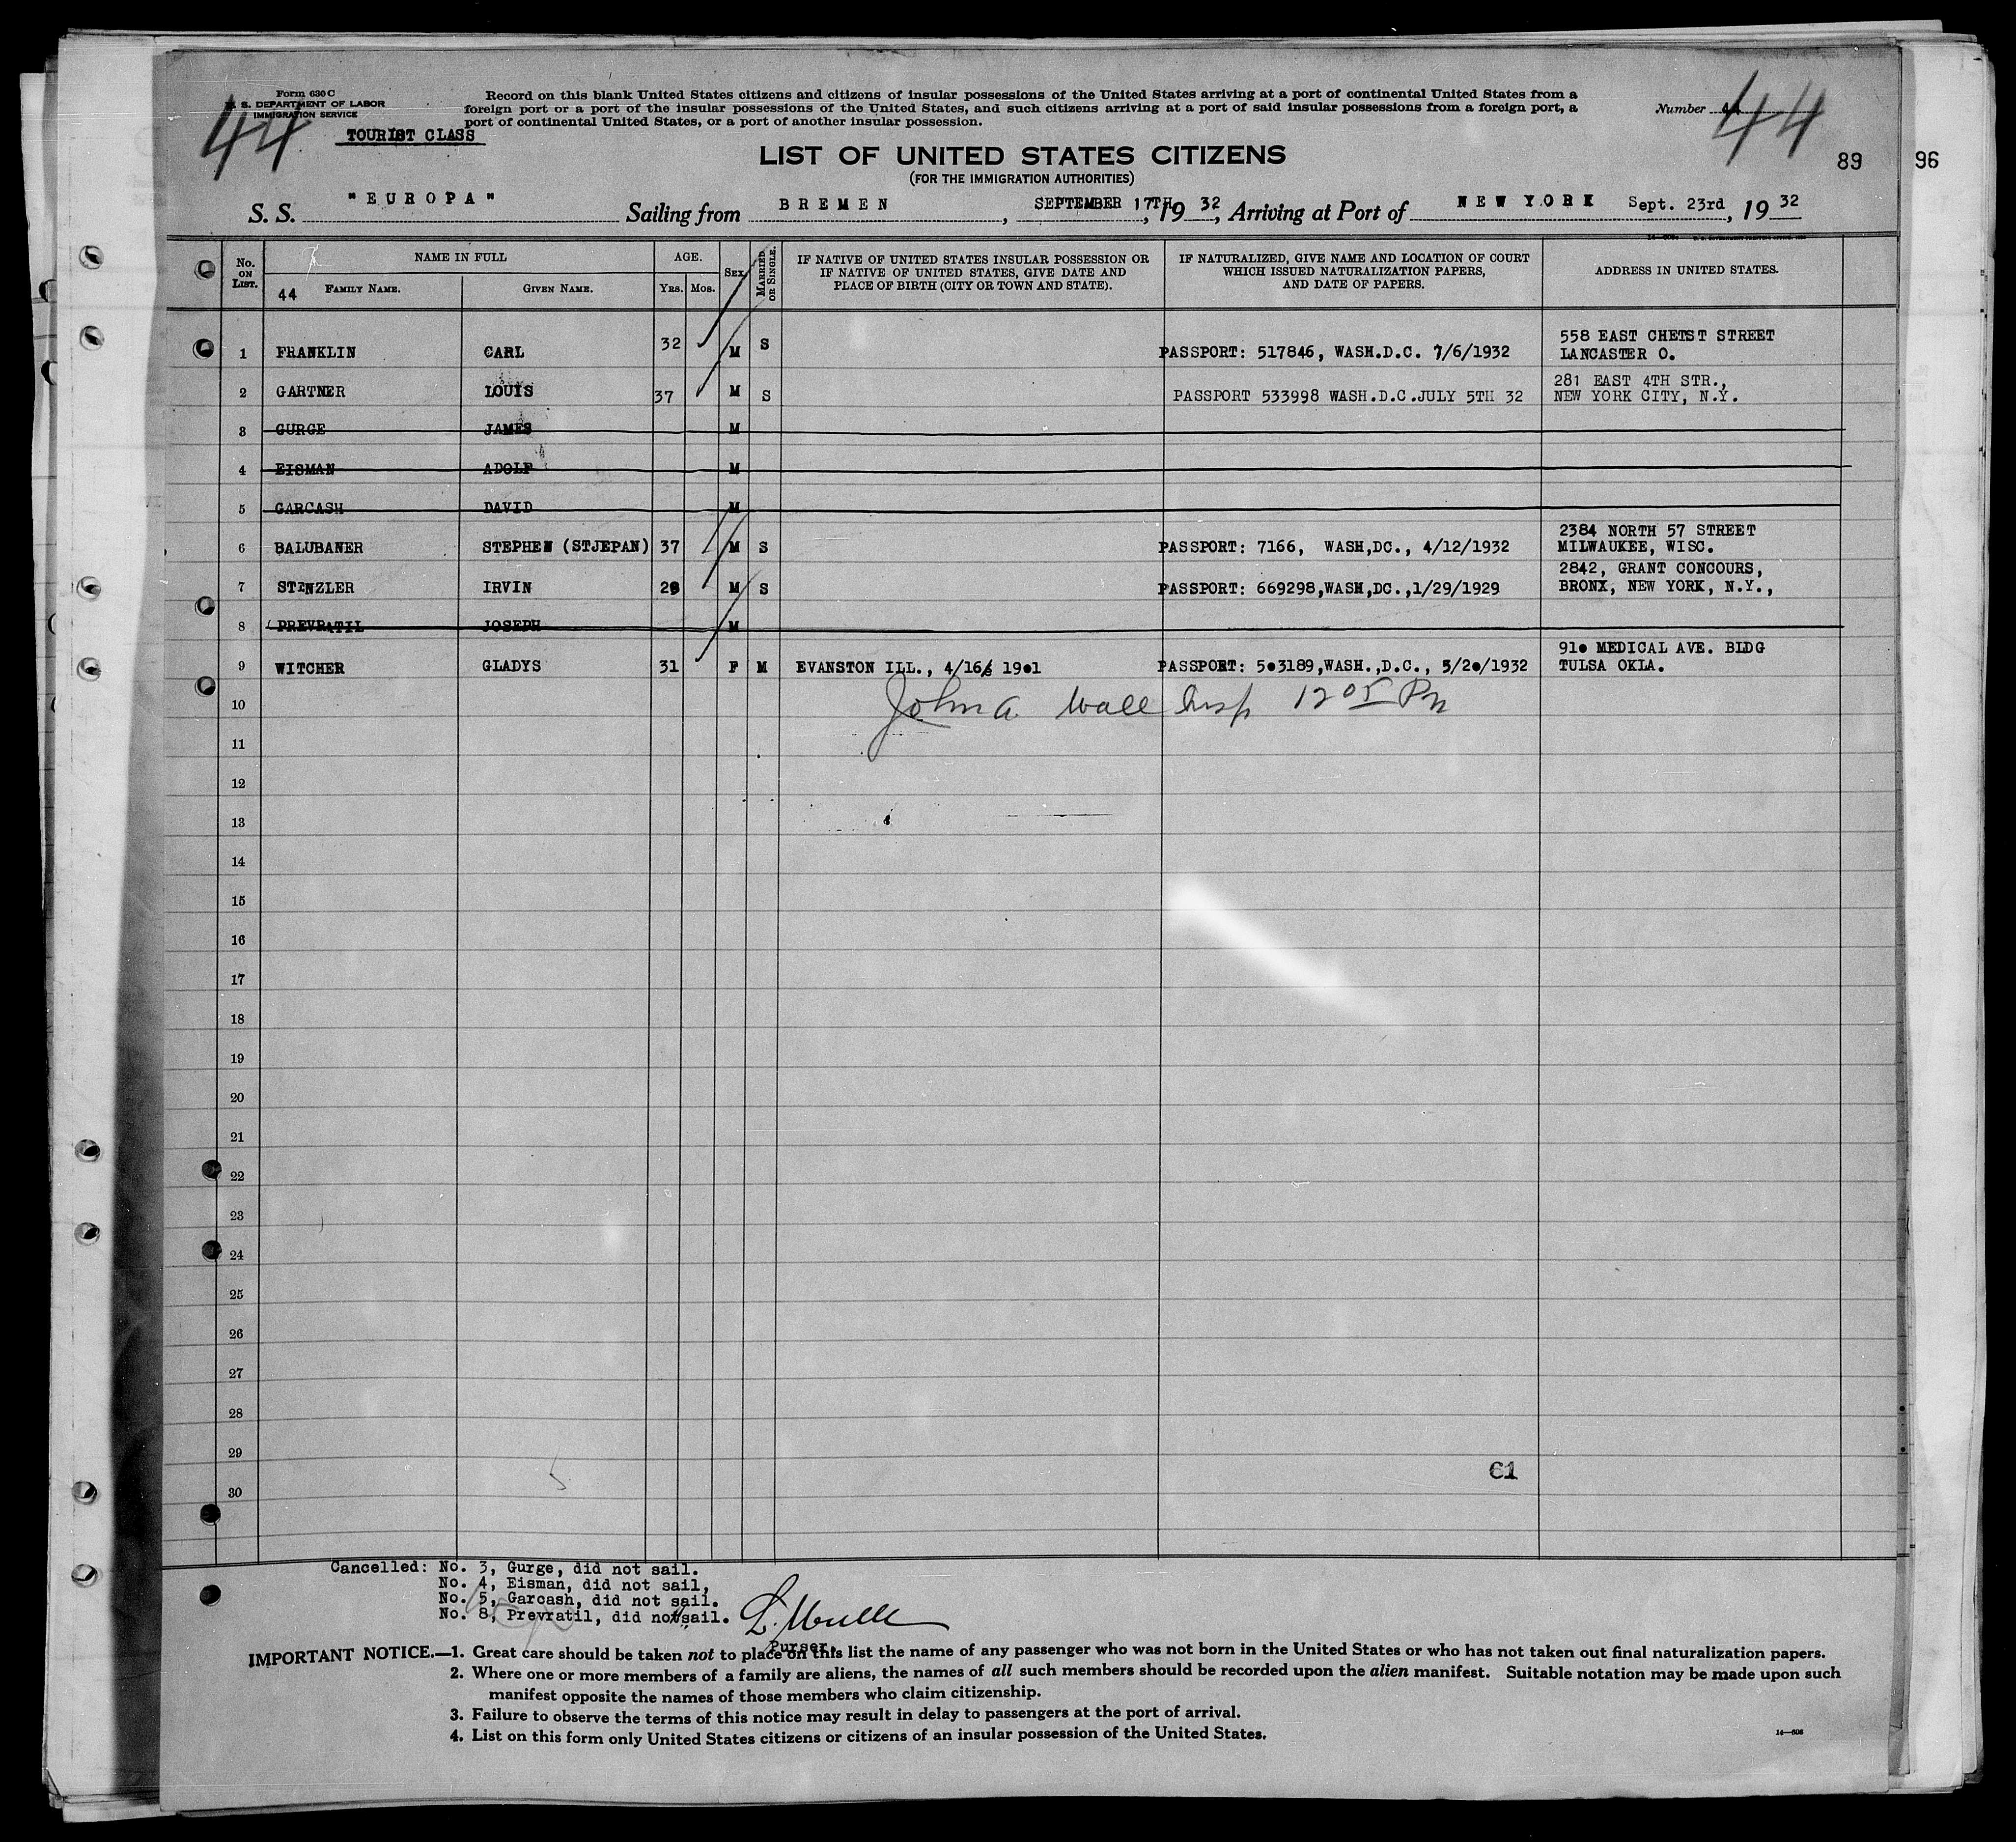 Form 630 C
U. S. DEPARTMENT OF LABOR
IMMIGRATION SERVICE
44
TOURIST CLASS
Record on this blank United States citizens and citizens of insular possessions of the United States arriving at a port of continental United States from a
foreign port or a port of the insular possessions of the United States, and such citizens arriving at a port of said insular possessions from a foreign port, a
port of continental United States, or a port of another insular possession.
Number 44
44
LIST OF UNITED STATES CITIZENS
(FOR THE IMMIGRATION AUTHORITIES)
89 96
S. S. "EUROPA" Sailing from BREMEN, SEPTEMBER 17TH, 1932, Arriving at Port of NEW YORK Sept. 23rd, 1932
No. ON LIST. NAME IN FULL AGE. SEX. MARRIED OR SINGLE. IF NATIVE OF UNITED STATES INSULAR POSSESSION OR IF NATIVE OF UNITED STATES, GIVE DATE AND PLACE OF BIRTH (CITY OR TOWN AND STATE). IF NATURALIZED, GIVE NAME AND LOCATION OF COURT WHICH ISSUED NATURALIZATION PAPERS, AND DATE OF PAPERS. ADDRESS IN UNITED STATES.
44 FAMILY NAME. GIVEN NAME. YRS. MOS.
1 FRANKLIN CARL 32 M S PASSPORT: 517846, WASH.D.C. 7/6/1932 558 EAST CHETST STREET LANCASTER O.
2 GARTNER LOUIS 37 M S PASSPORT 533998 WASH.D.C.JULY 5TH 32 281 EAST 4TH STR., NEW YORK CITY, N.Y.
3 GURGE JAMES M
4 EISMAN ADOLF M
5 GARCASH DAVID M
6 BALUBANER STEPHEN (STJEPAN) 37 M S PASSPORT: 7166, WASH,DC., 4/12/1932 2384 NORTH 57 STREET MILWAUKEE, WISC.
7 STINZLER IRVIN M S PASSPORT: 669298,WASH,DC.,1/29/1929 2842, GRANT CONCOURS, BRONX, NEW YORK, N.Y.,
8 PREVRATIL JOSEPH M
9 WITCHER GLADYS 31 F M EVANSTON ILL., 4/16/ 1901 PASSPORT: 503189,WASH.,D.C., 5/20/1932 910 MEDICAL AVE. BLDG TULSA OKLA.
10 John A. Wall Insp 12 05 Pm
11
12
13
14
15
16
17
18
19
20
21
22
23
24
25
26
27
28
29
61
30
Cancelled: No. 3, Gurge, did not sail.
No. 4, Eisman, did not sail,
No. 5, Garcash, did not sail.
No. 8, Prevratil, did not sail.
Purser.
IMPORTANT NOTICE.—1. Great care should be taken not to place on this list the name of any passenger who was not born in the United States or who has not taken out final naturalization papers.
2. Where one or more members of a family are aliens, the names of all such members should be recorded upon the alien manifest. Suitable notation may be made upon such
manifest opposite the names of those members who claim citizenship.
3. Failure to observe the terms of this notice may result in delay to passengers at the port of arrival.
4. List on this form only United States citizens or citizens of an insular possession of the United States.